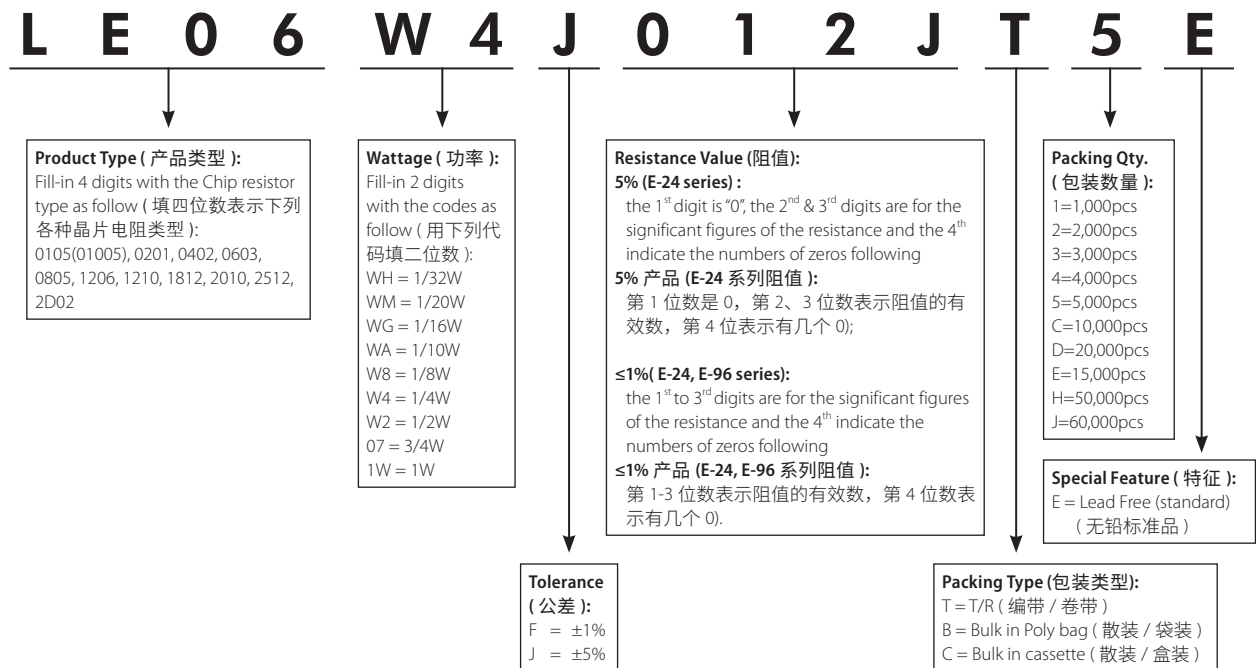 L E 0 6 W 4 J 0 1 2 J T 5 E
Product Type ( 产品类型 ):
Fill-in 4 digits with the Chip resistor
type as follow ( 填四位数表示下列
各种晶片电阻类型 ):
0105(01005), 0201, 0402, 0603,
0805, 1206, 1210, 1812, 2010, 2512,
2D02
Wattage ( 功率 ):
Fill-in 2 digits
with the codes as
follow ( 用下列代
码填二位数 ):
WH = 1/32W
WM = 1/20W
WG = 1/16W
WA = 1/10W
W8 = 1/8W
W4 = 1/4W
W2 = 1/2W
07 = 3/4W
1W = 1W
Tolerance
( 公差 ):
F = ±1%
J = ±5%
Resistance Value (阻值):
5% (E-24 series) :
the 1st digit is “0”, the 2nd & 3rd digits are for the
significant figures of the resistance and the 4th
indicate the numbers of zeros following
5% 产品 (E-24 系列阻值 ):
第 1 位数是 0，第 2、3 位数表示阻值的有
效数，第 4 位表示有几个 0);
≤1%( E-24, E-96 series):
the 1st to 3rd digits are for the significant figures
of the resistance and the 4th indicate the
numbers of zeros following
≤1% 产品 (E-24, E-96 系列阻值 ):
第 1-3 位数表示阻值的有效数，第 4 位数表
示有几个 0).
Packing Type (包装类型):
T = T/R ( 编带 / 卷带 )
B = Bulk in Poly bag ( 散装 / 袋装 )
C = Bulk in cassette ( 散装 / 盒装 )
Packing Qty.
( 包装数量 ):
1=1,000pcs
2=2,000pcs
3=3,000pcs
4=4,000pcs
5=5,000pcs
C=10,000pcs
D=20,000pcs
E=15,000pcs
H=50,000pcs
J=60,000pcs
Special Feature ( 特征 ):
E = Lead Free (standard)
( 无铅标准品 )